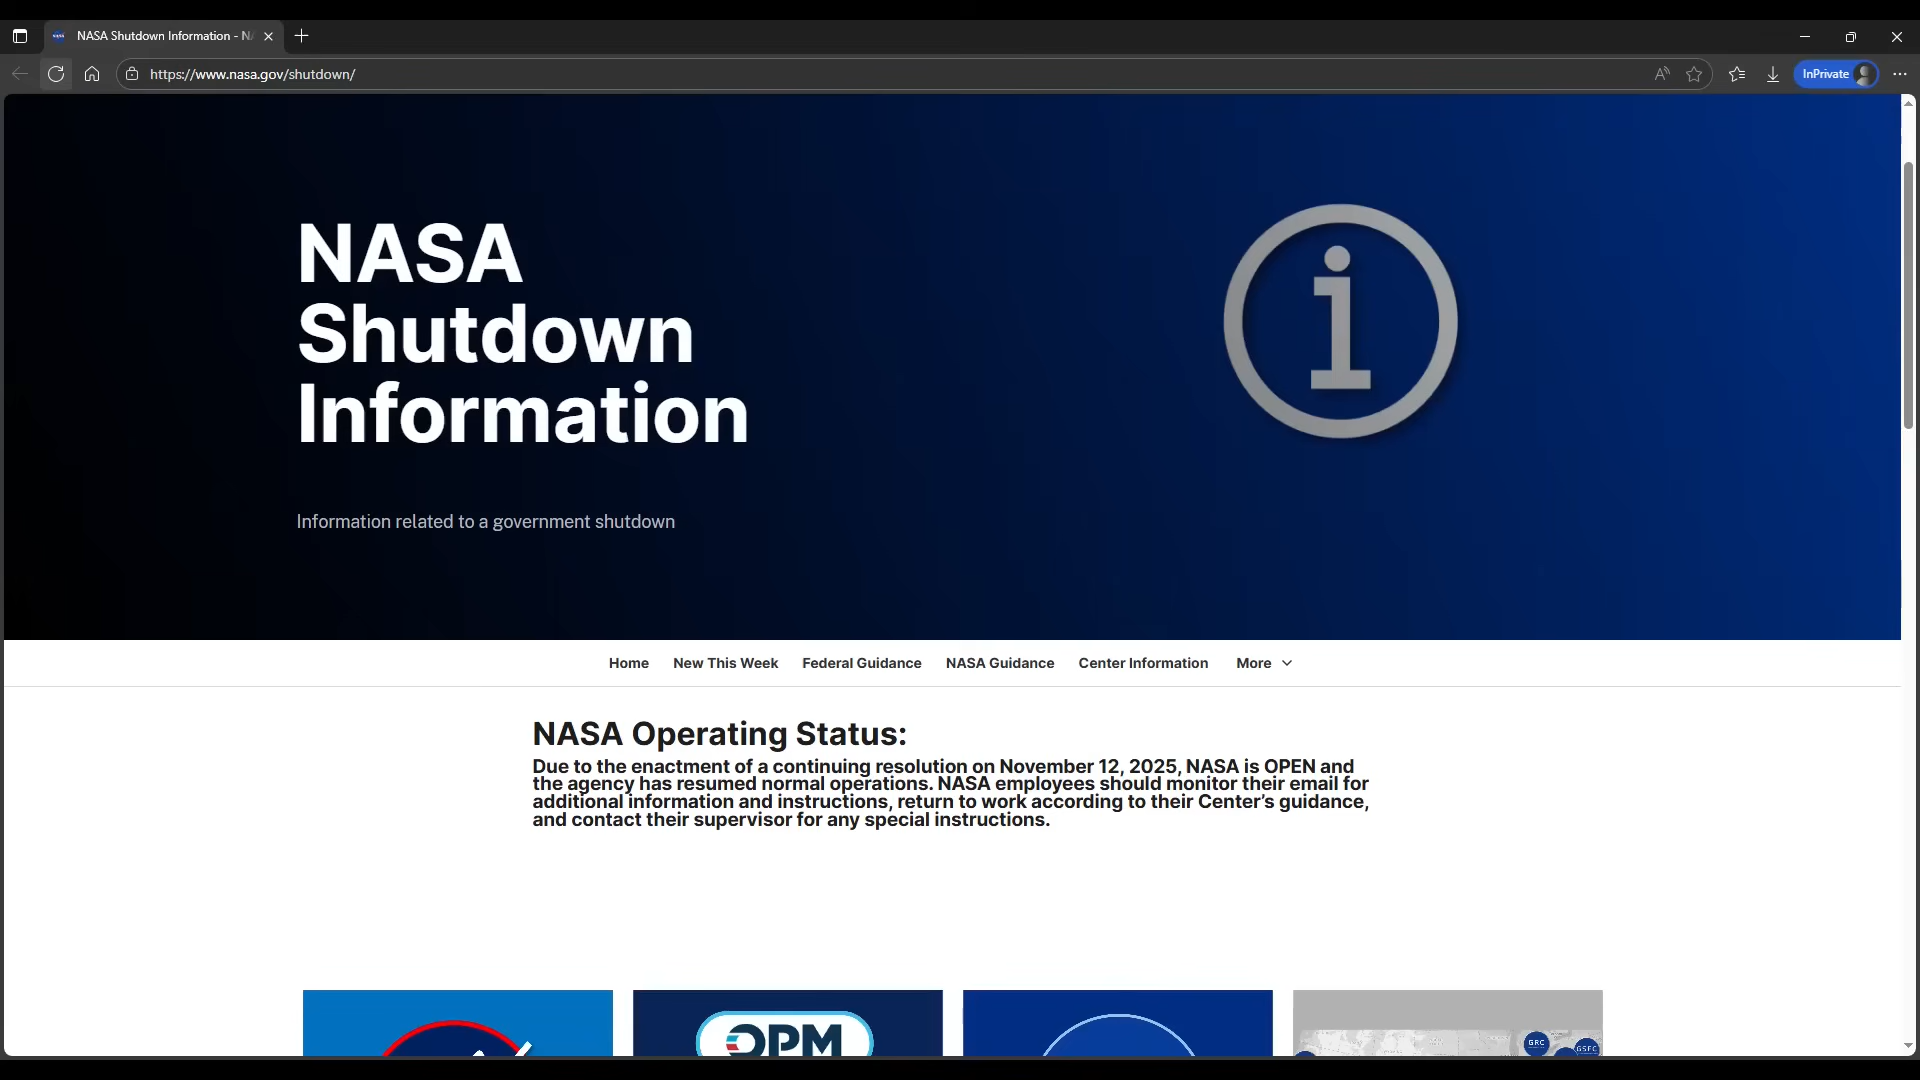 NASA Shutdown Information - N
https://www.nasa.gov/shutdown/
InPrivate
NASA
Shutdown
Information
Information related to a government shutdown
Home New This Week Federal Guidance NASA Guidance Center Information More
NASA Operating Status:
Due to the enactment of a continuing resolution on November 12, 2025, NASA is OPEN and
the agency has resumed normal operations. NASA employees should monitor their email for
additional information and instructions, return to work according to their Center’s guidance,
and contact their supervisor for any special instructions.
OPM
GRC
GSFC